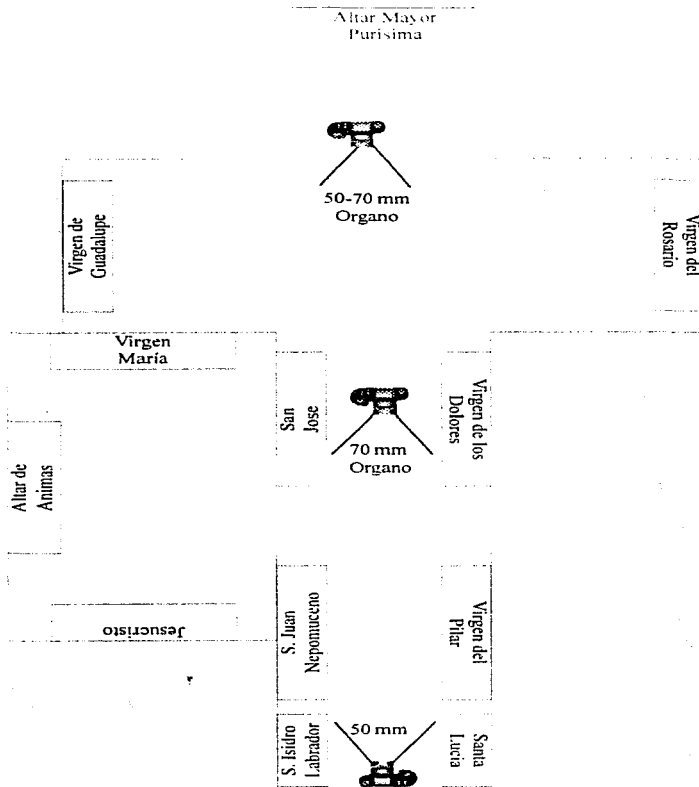 Altar Mayor
Purisima
50-70 mm
Organo
Virgen de
Guadalupe
Virgen del
Rosario
Virgen
María
San
Jose
Virgen de los
Dolores
70 mm
Organo
Altar de
Animas
Jesucristo
S. Juan
Nepomuceno
Virgen del
Pilar
S. Isidro
Labrador
50 mm
Santa
Lucia